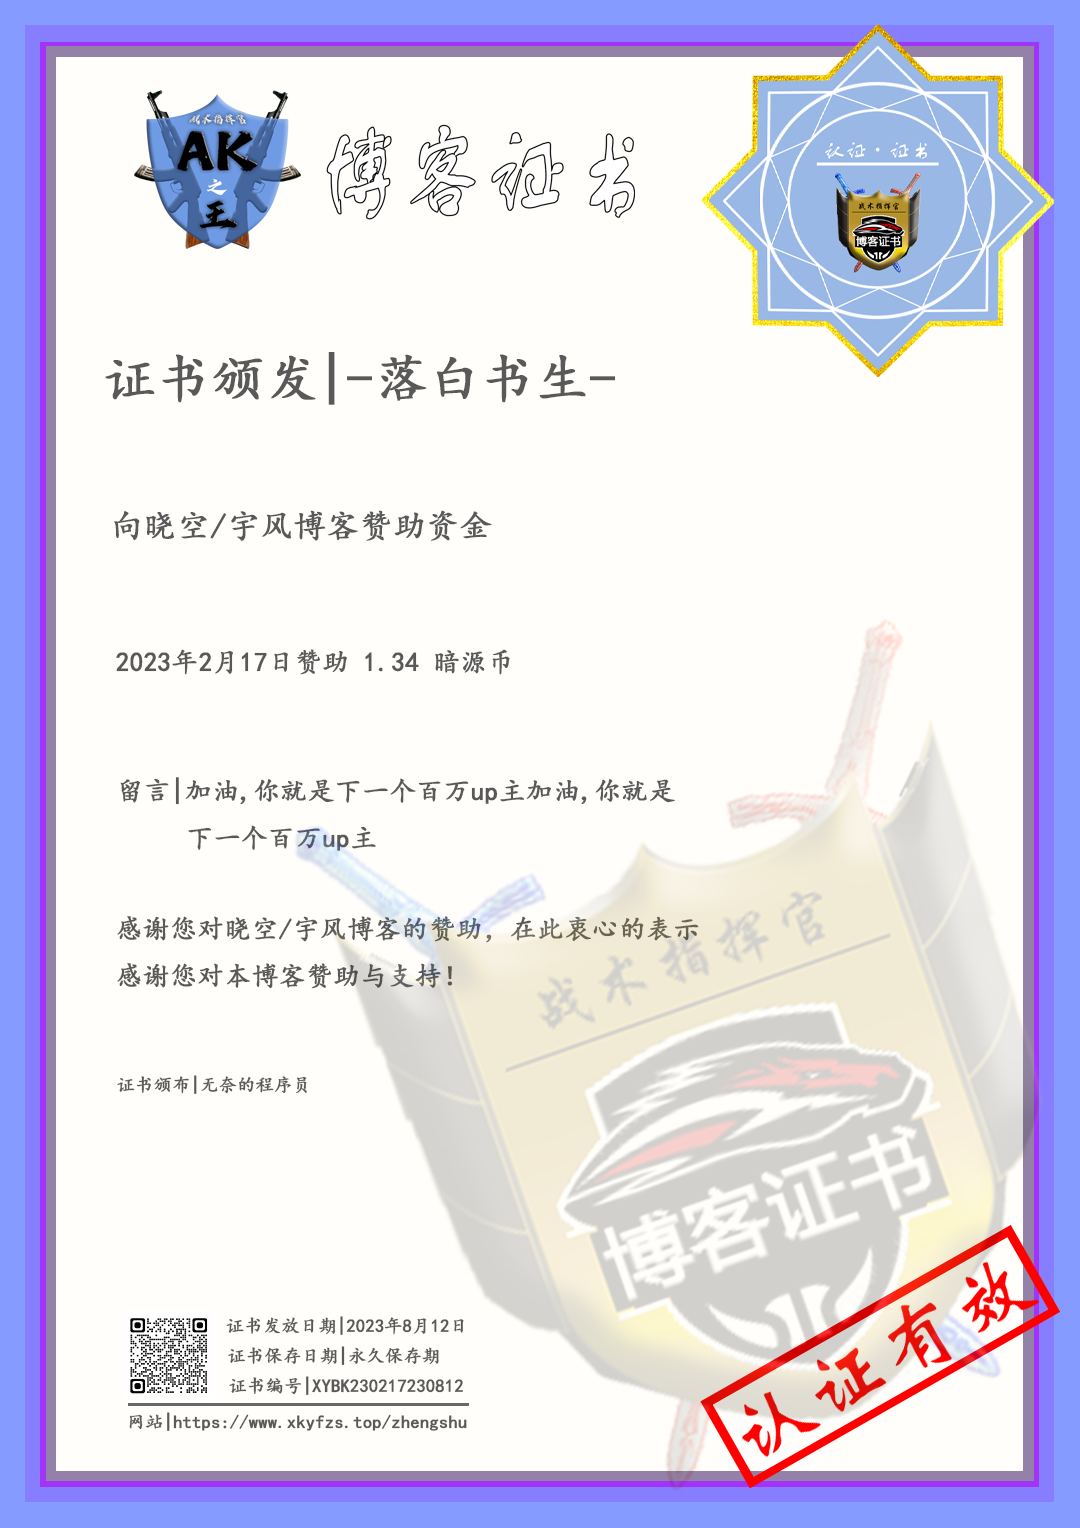 战术指挥官
AK
之
王
博客证书
认证·证书
战术指挥官
博客证书
证书颁发|-落白书生-
向晓空/宇风博客赞助资金
2023年2月17日赞助 1.34 暗源币
留言|加油,你就是下一个百万up主加油,你就是
下一个百万up主
感谢您对晓空/宇风博客的赞助，在此衷心的表示
感谢您对本博客赞助与支持!
战术指挥官
博客证书
证书颁布|无奈的程序员
认证有效
证书发放日期|2023年8月12日
证书保存日期|永久保存期
证书编号|XYBK230217230812
网站|https://www.xkyfzs.top/zhengshu